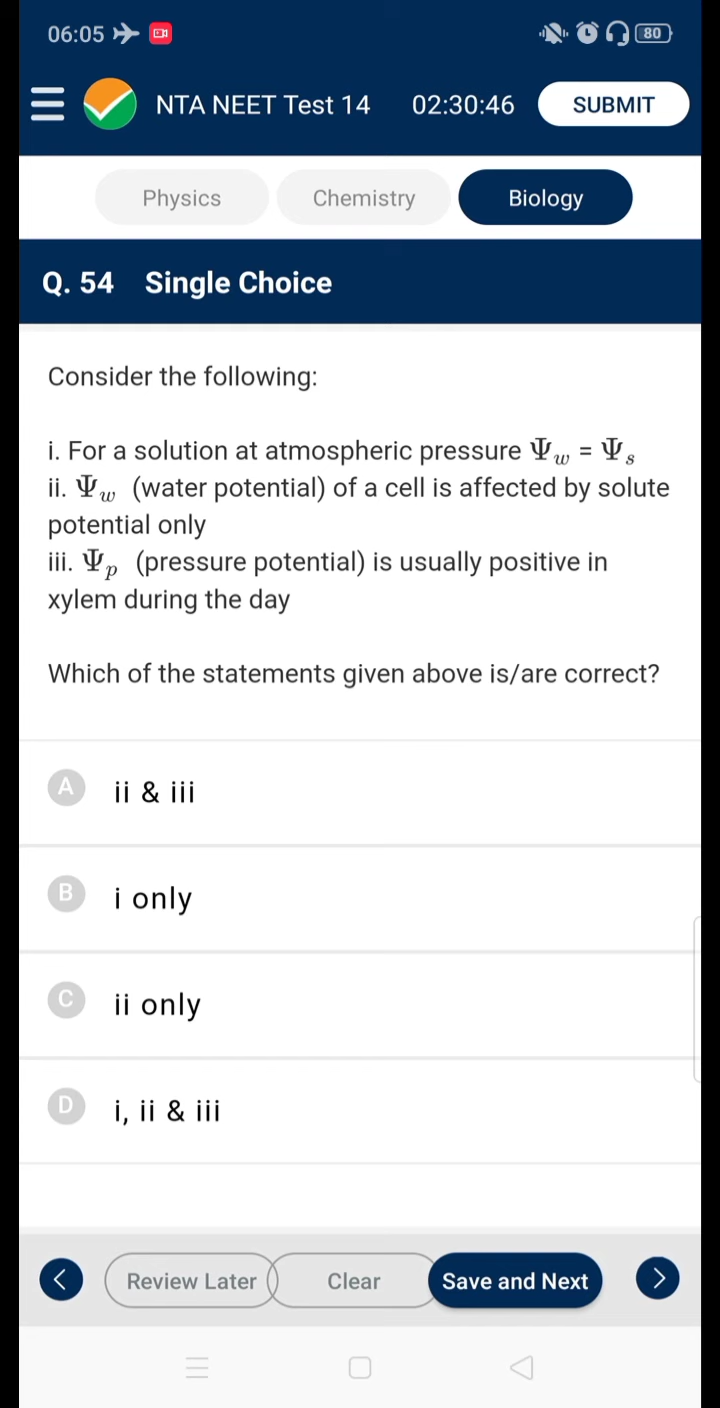 06:05 80
NTA NEET Test 14 02:30:46 SUBMIT
Physics Chemistry Biology
Q. 54 Single Choice
Consider the following:
i. For a solution at atmospheric pressure Ψw = Ψs
ii. Ψw (water potential) of a cell is affected by solute
potential only
iii. Ψp (pressure potential) is usually positive in
xylem during the day
Which of the statements given above is/are correct?
A ii & iii
B i only
C ii only
D i, ii & iii
Review Later Clear Save and Next